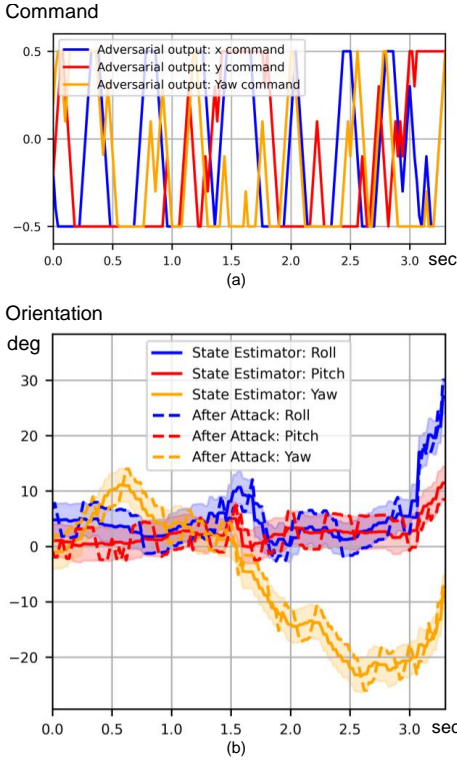 Command
0.5
0.0
−0.5
Adversarial output: x command
Adversarial output: y command
Adversarial output: Yaw command
0.0 0.5 1.0 1.5 2.0 2.5 3.0 sec
(a)
Orientation
deg
30
20
10
0
−10
−20
State Estimator: Roll
State Estimator: Pitch
State Estimator: Yaw
After Attack: Roll
After Attack: Pitch
After Attack: Yaw
0.0 0.5 1.0 1.5 2.0 2.5 3.0 sec
(b)